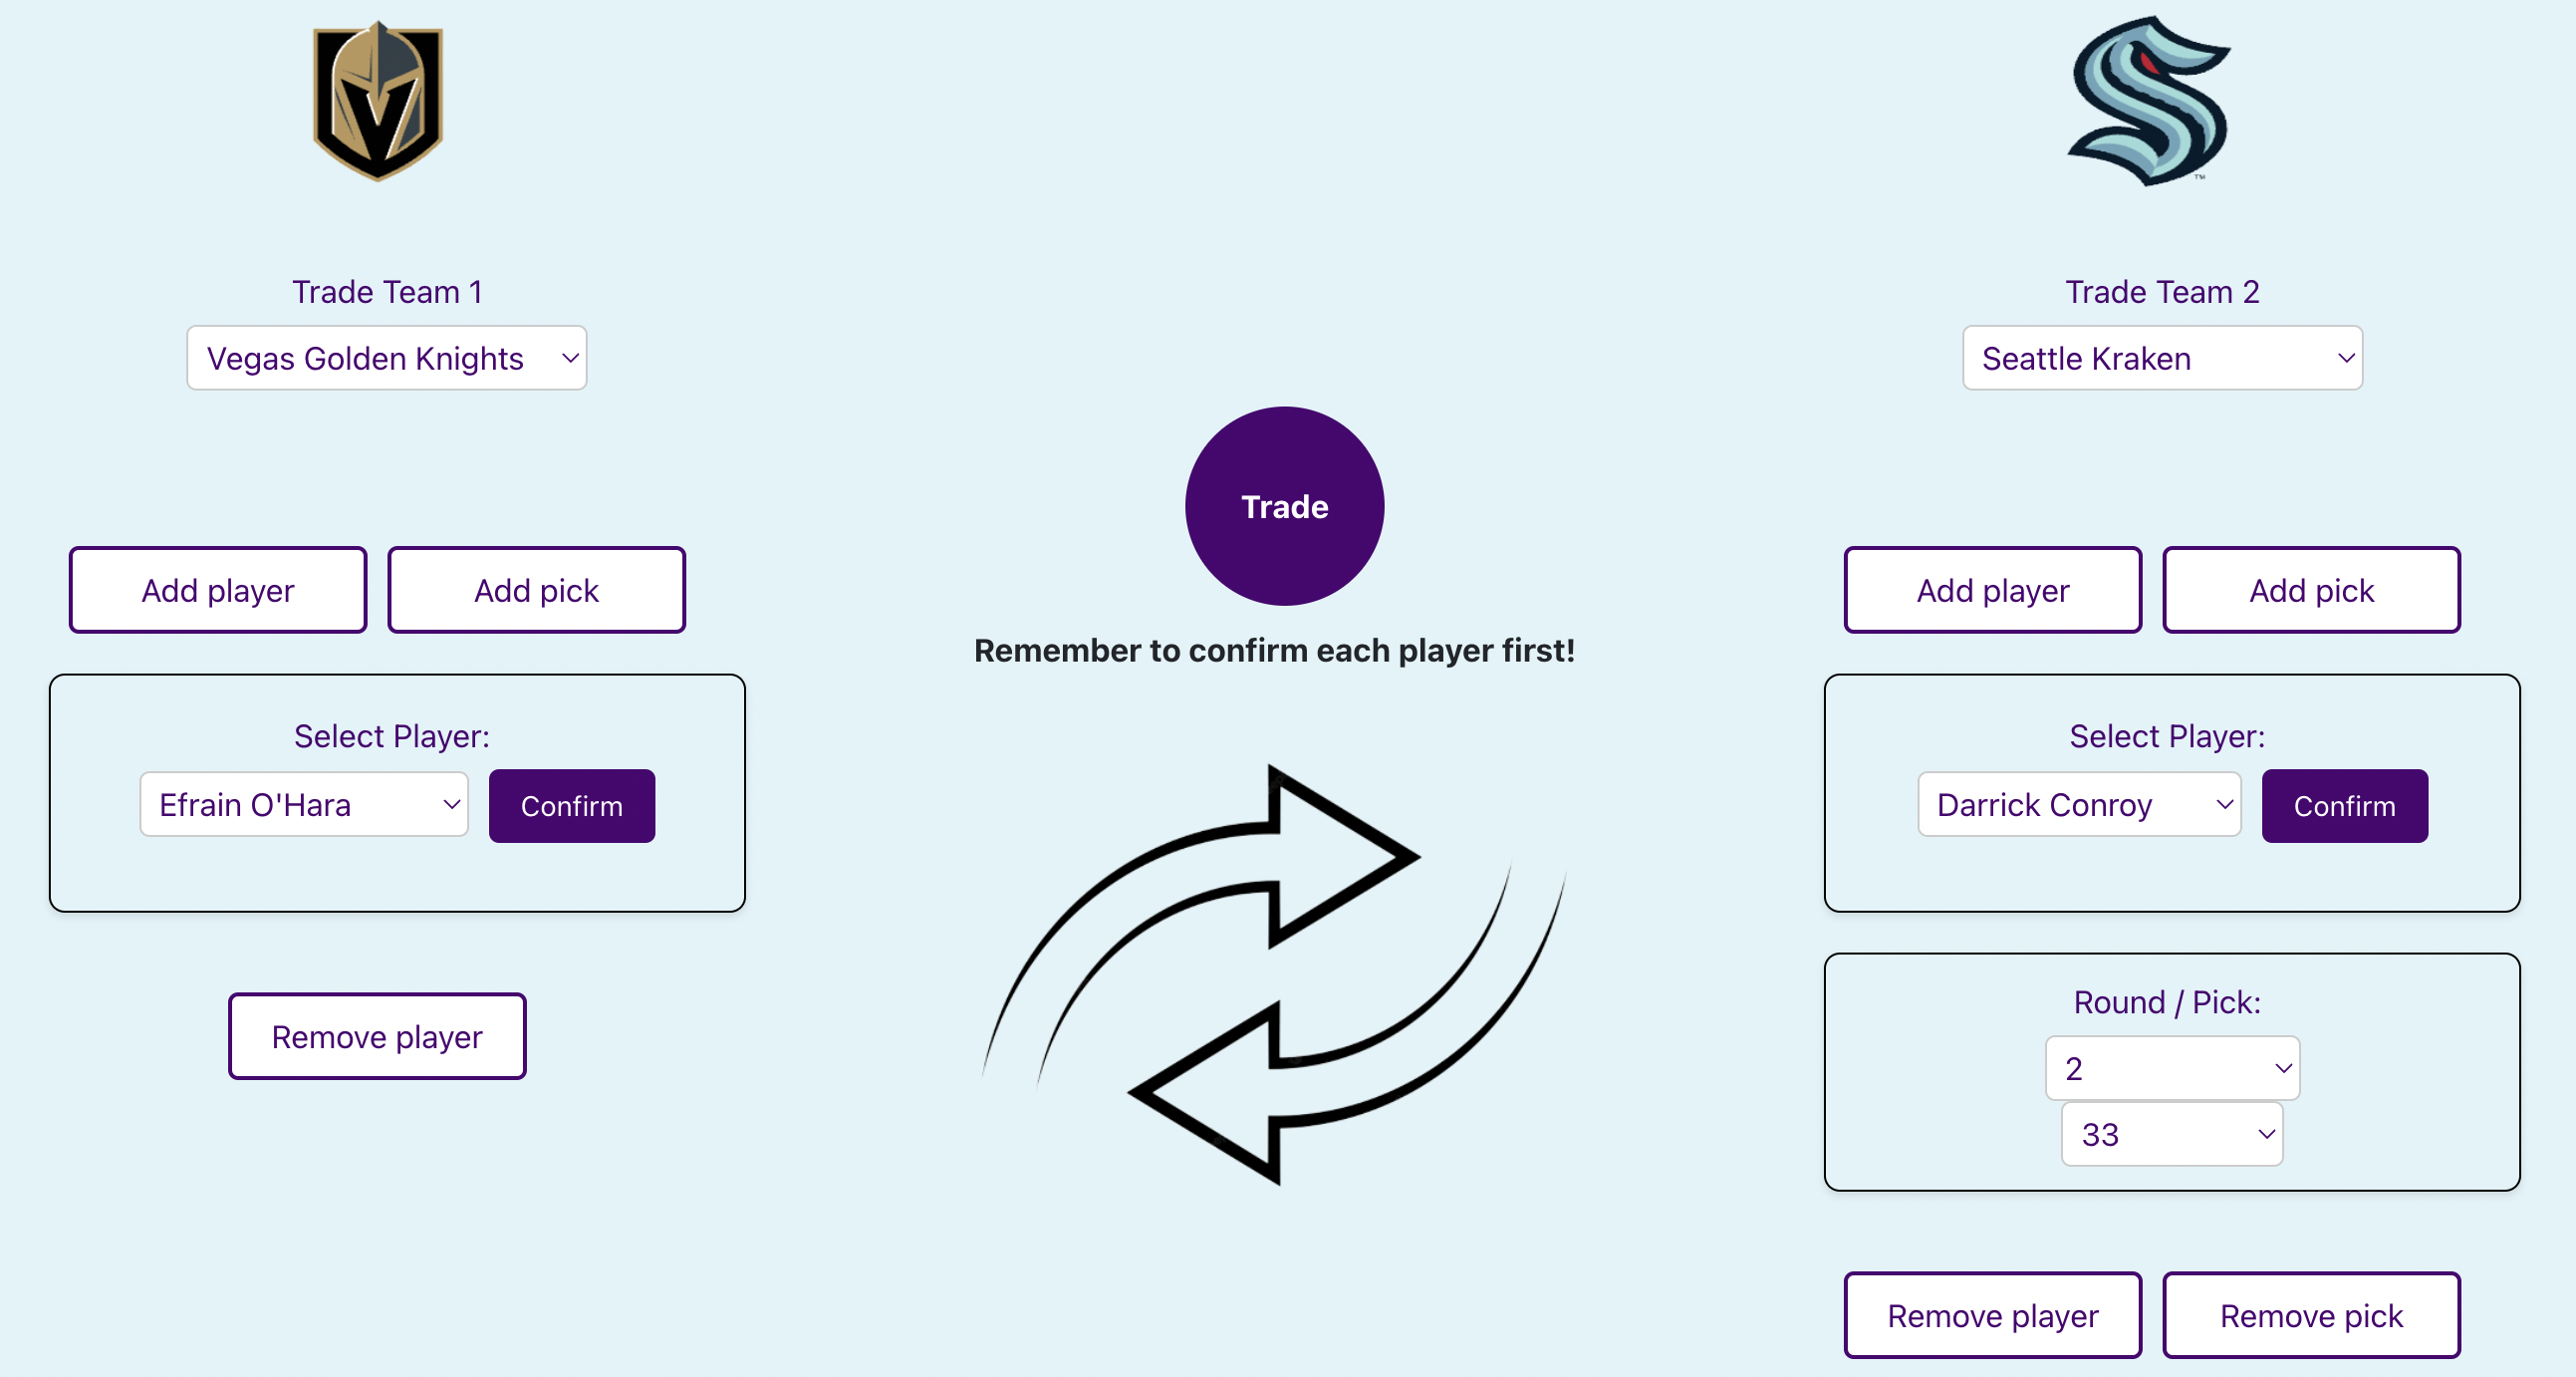 Trade Team 1
Vegas Golden Knights
Add player
Add pick
Select Player:
Efrain O'Hara
Confirm
Remove player
Trade
Remember to confirm each player first!
TM
Trade Team 2
Seattle Kraken
Add player
Add pick
Select Player:
Darrick Conroy
Confirm
Round / Pick:
2
33
Remove player
Remove pick